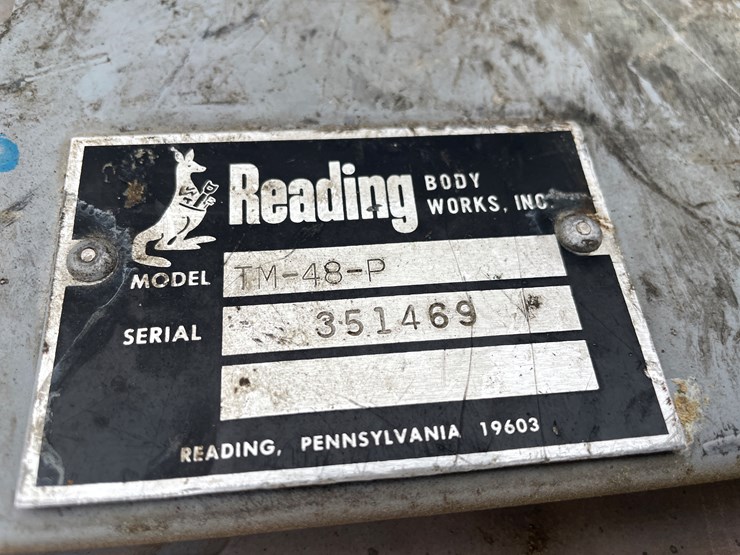 Reading BODY
WORKS, INC.
MODEL TM-48-P
SERIAL 351469
READING, PENNSYLVANIA 19603